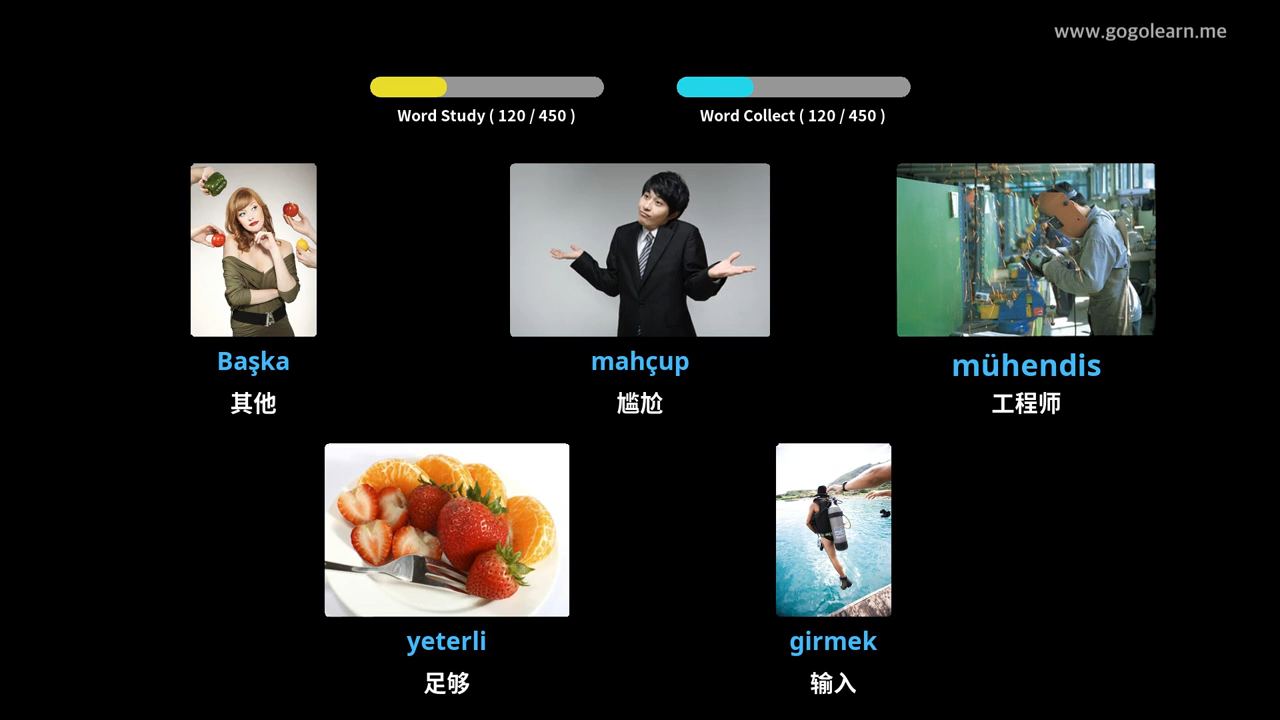 www.gogolearn.me
Word Study ( 120 / 450 )
Word Collect ( 120 / 450 )
Başka
其他
mahçup
尴尬
mühendis
工程师
yeterli
足够
girmek
输入